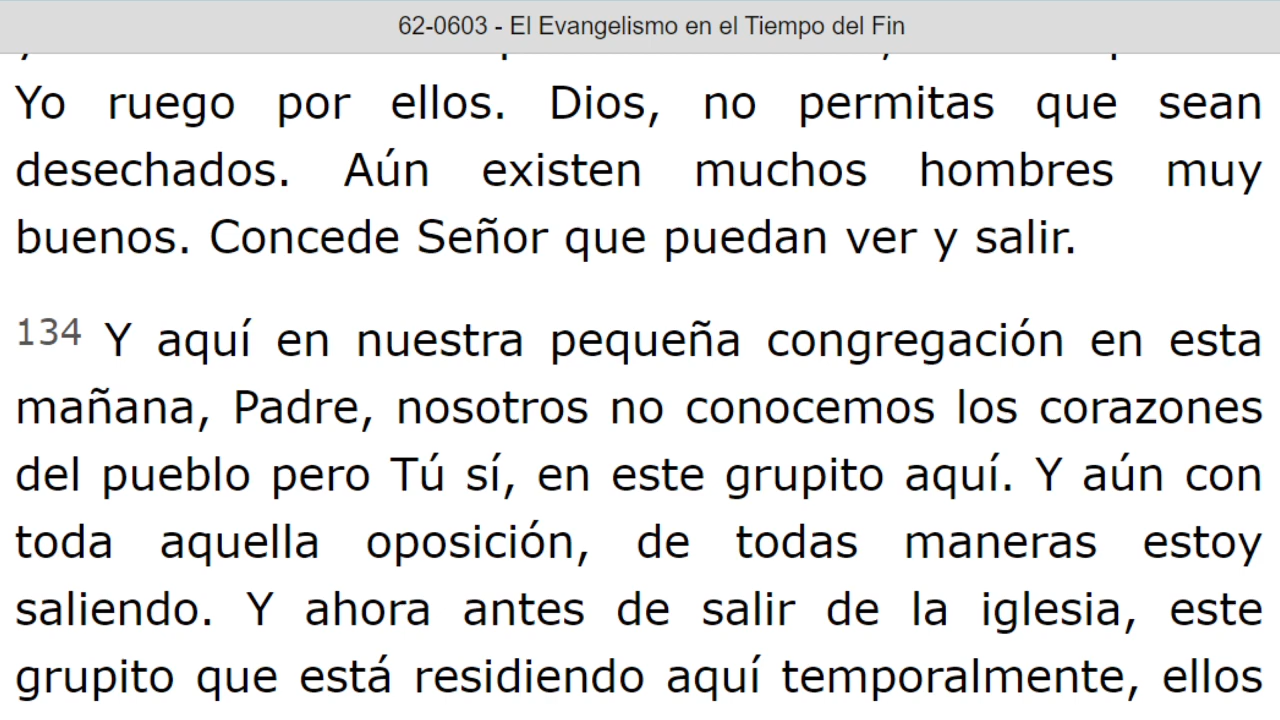 62-0603 - El Evangelismo en el Tiempo del Fin
Yo ruego por ellos. Dios, no permitas que sean
desechados. Aún existen muchos hombres muy
buenos. Concede Señor que puedan ver y salir.
134 Y aquí en nuestra pequeña congregación en esta
mañana, Padre, nosotros no conocemos los corazones
del pueblo pero Tú sí, en este grupito aquí. Y aún con
toda aquella oposición, de todas maneras estoy
saliendo. Y ahora antes de salir de la iglesia, este
grupito que está residiendo aquí temporalmente, ellos